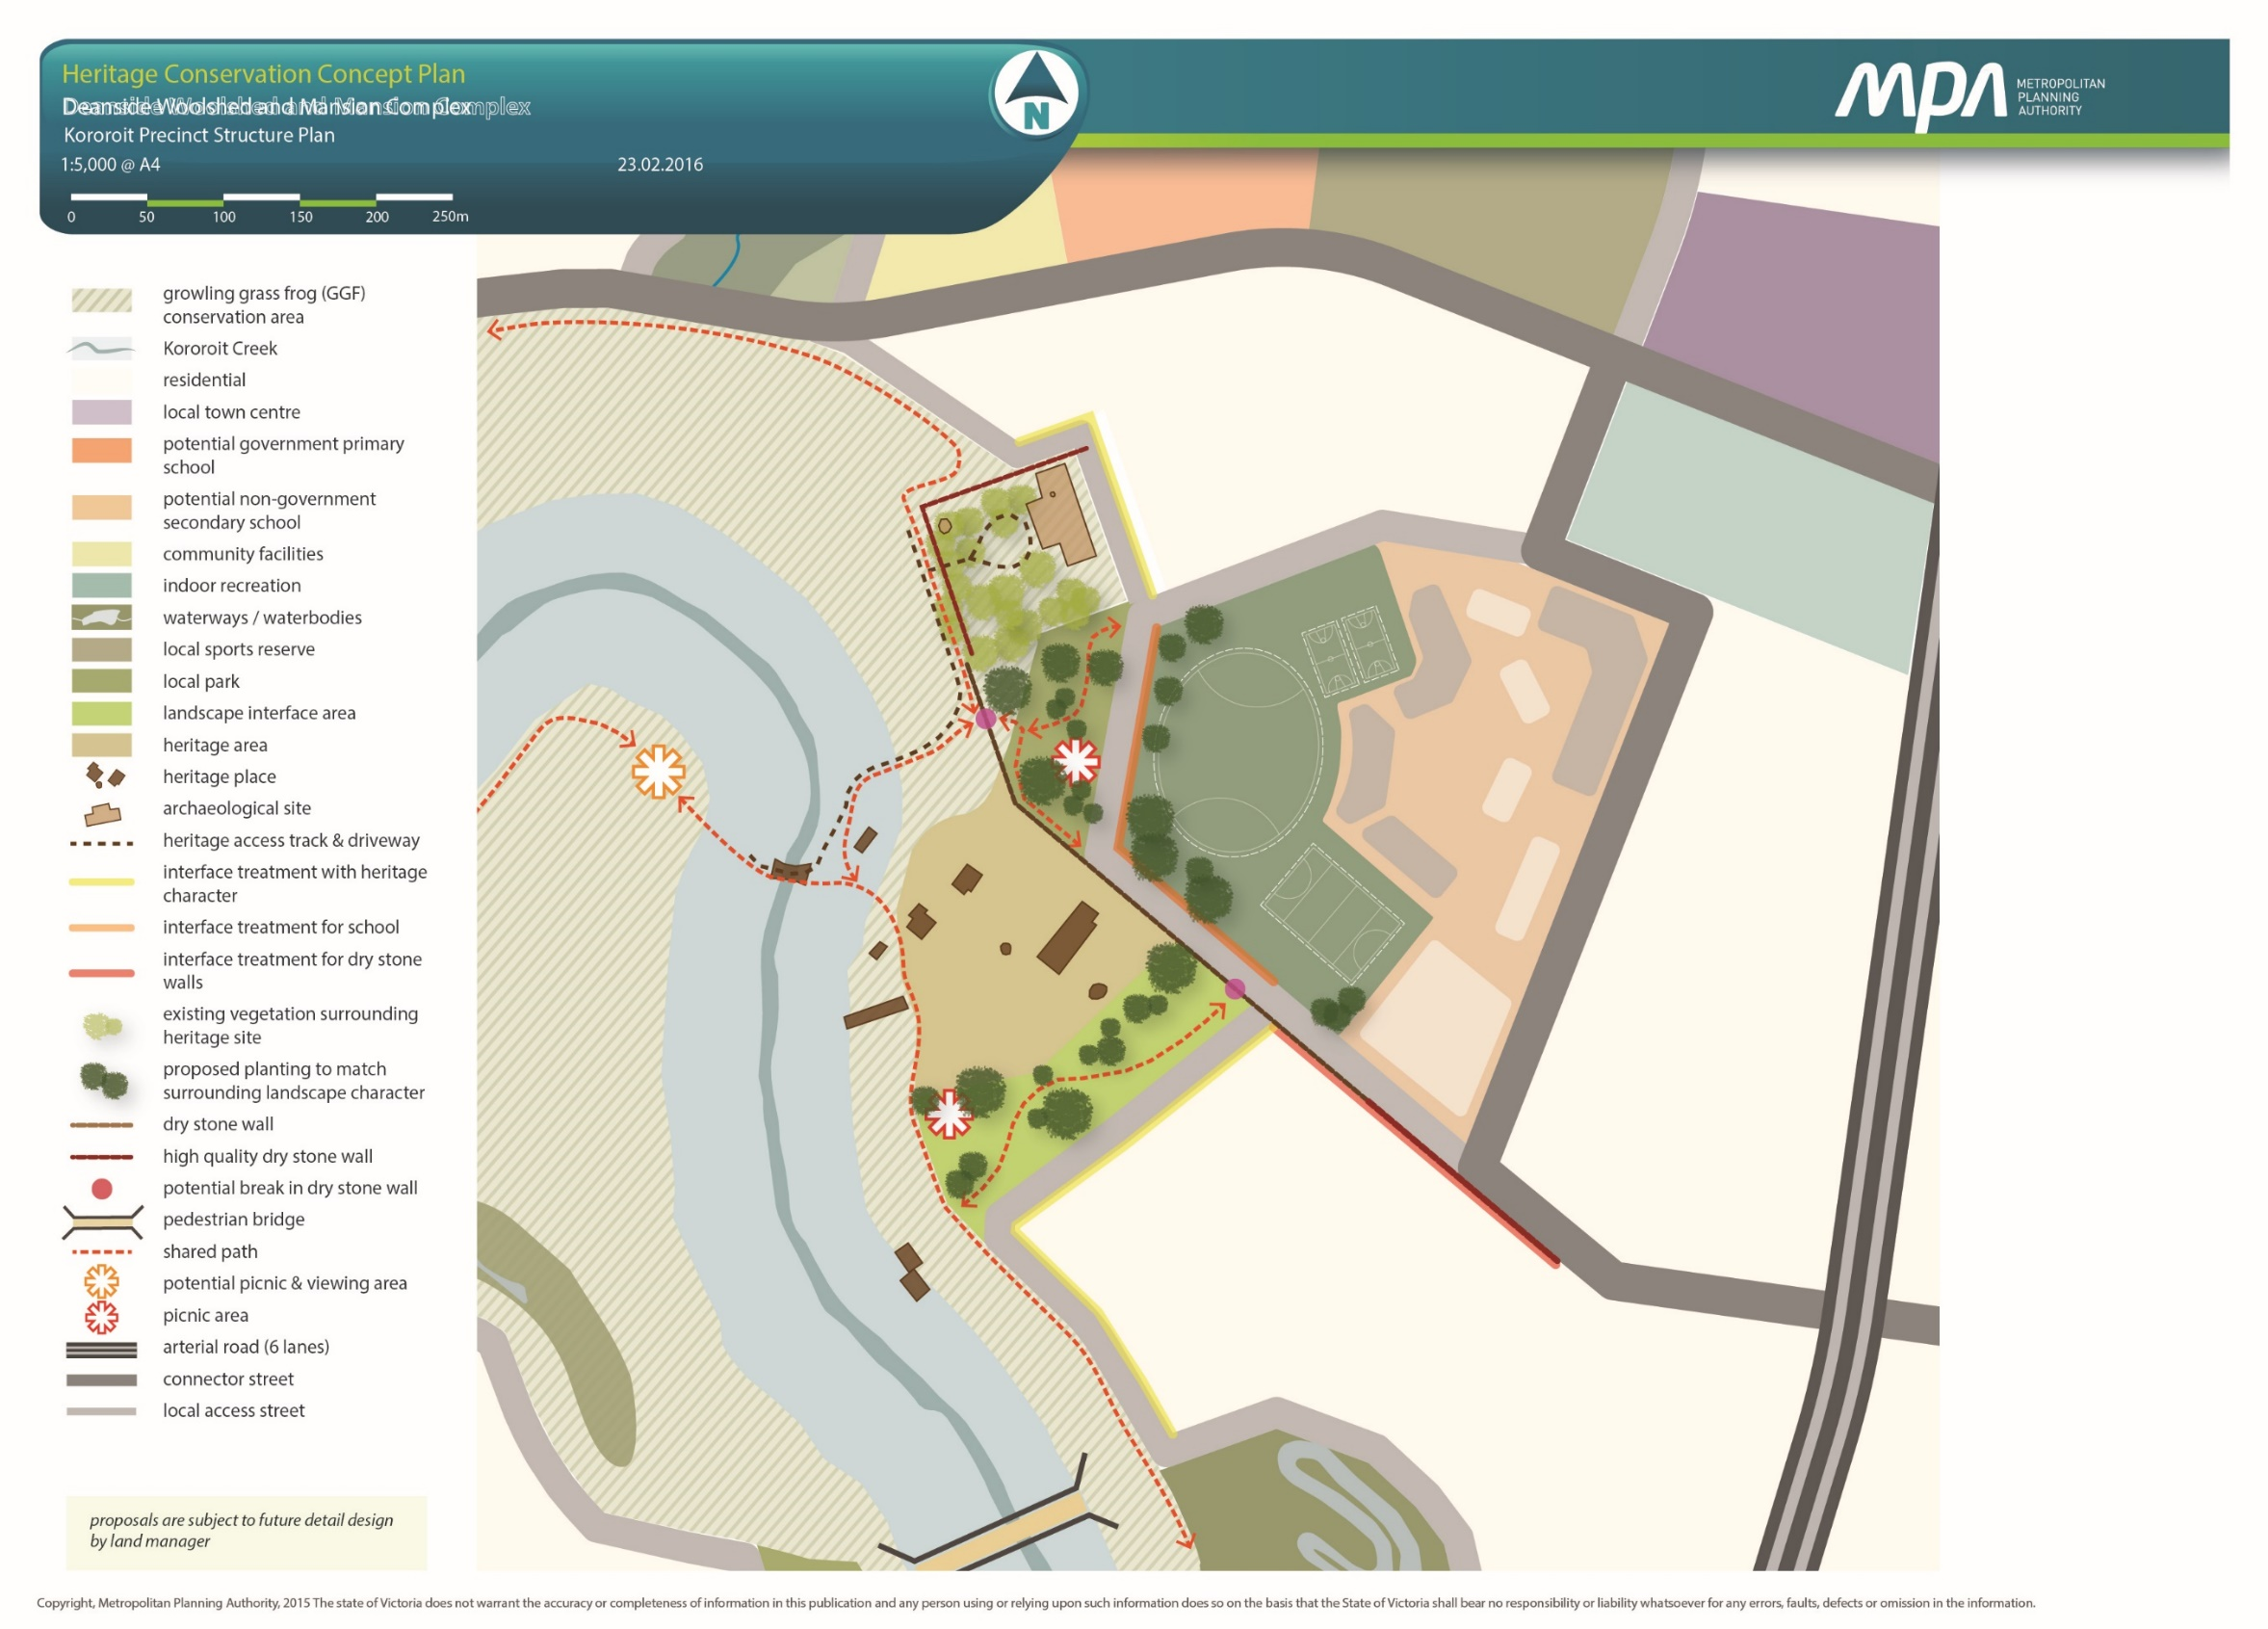 Heritage Conservation Concept Plan
Deanside Woolshed and Mansion Complex
Kororoit Precinct Structure Plan
1:5,000 @ A4
23.02.2016
0 50 100 150 200 250m
N
MPA
METROPOLITAN
PLANNING
AUTHORITY
growling grass frog (GGF)
conservation area
Kororoit Creek
residential
local town centre
potential government primary
school
potential non-government
secondary school
community facilities
indoor recreation
waterways / waterbodies
local sports reserve
local park
landscape interface area
heritage area
heritage place
archaeological site
heritage access track & driveway
interface treatment with heritage
character
interface treatment for school
interface treatment for dry stone
walls
existing vegetation surrounding
heritage site
proposed planting to match
surrounding landscape character
dry stone wall
high quality dry stone wall
potential break in dry stone wall
pedestrian bridge
shared path
potential picnic & viewing area
picnic area
arterial road (6 lanes)
connector street
local access street
proposals are subject to future detail design
by land manager
Copyright, Metropolitan Planning Authority, 2015 The state of Victoria does not warrant the accuracy or completeness of information in this publication and any person using or relying upon such information does so on the basis that the State of Victoria shall bear no responsibility or liability whatsoever for any errors, faults, defects or omission in the information.